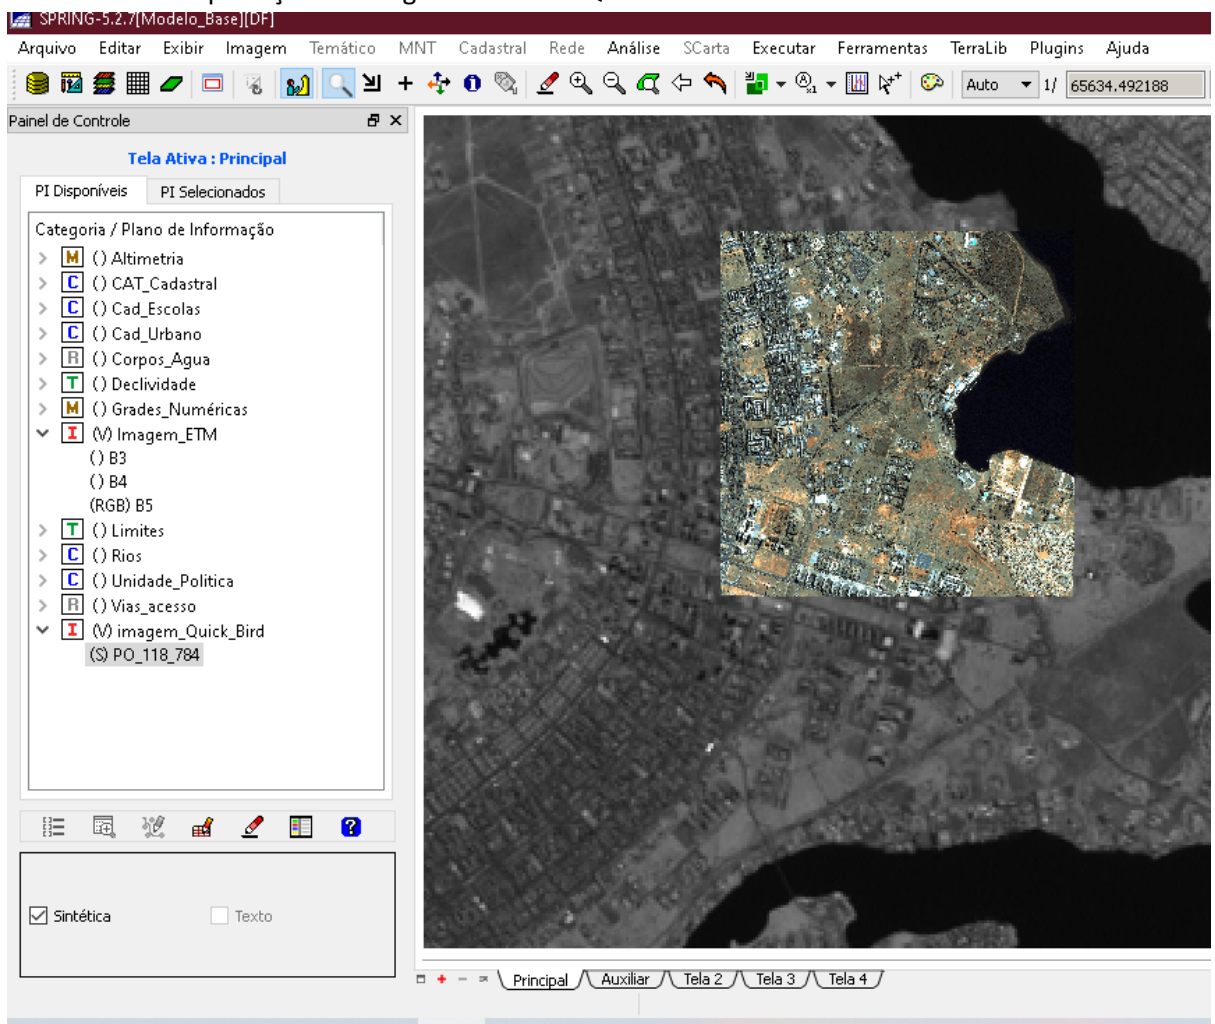 SPRING-5.2.7[Modelo_Base][DF]
Arquivo Editar Exibir Imagem Temático MNT Cadastral Rede Análise SCarta Executar Ferramentas TerraLib Plugins Ajuda
Auto 1/ 65634.492188
Painel de Controle
Tela Ativa : Principal
PI Disponíveis PI Selecionados
Categoria / Plano de Informação
M () Altimetria
C () CAT_Cadastral
C () Cad_Escolas
C () Cad_Urbano
R () Corpos_Agua
T () Declividade
M () Grades_Numéricas
I (V) Imagem_ETM
() B3
() B4
(RGB) B5
T () Limites
C () Rios
C () Unidade_Politica
R () Vias_acesso
I (V) imagem_Quick_Bird
(S) PO_118_784
Sintética Texto
Principal Auxiliar Tela 2 Tela 3 Tela 4